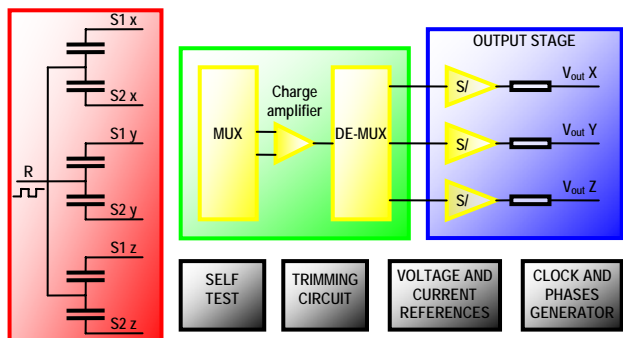 S1 x
S2 x
S1 y
R
S2 y
S1 z
S2 z
MUX
Charge
amplifier
DE-MUX
OUTPUT STAGE
S/
Vout X
S/
Vout Y
S/
Vout Z
SELF
TEST
TRIMMING
CIRCUIT
VOLTAGE AND
CURRENT
REFERENCES
CLOCK AND
PHASES
GENERATOR